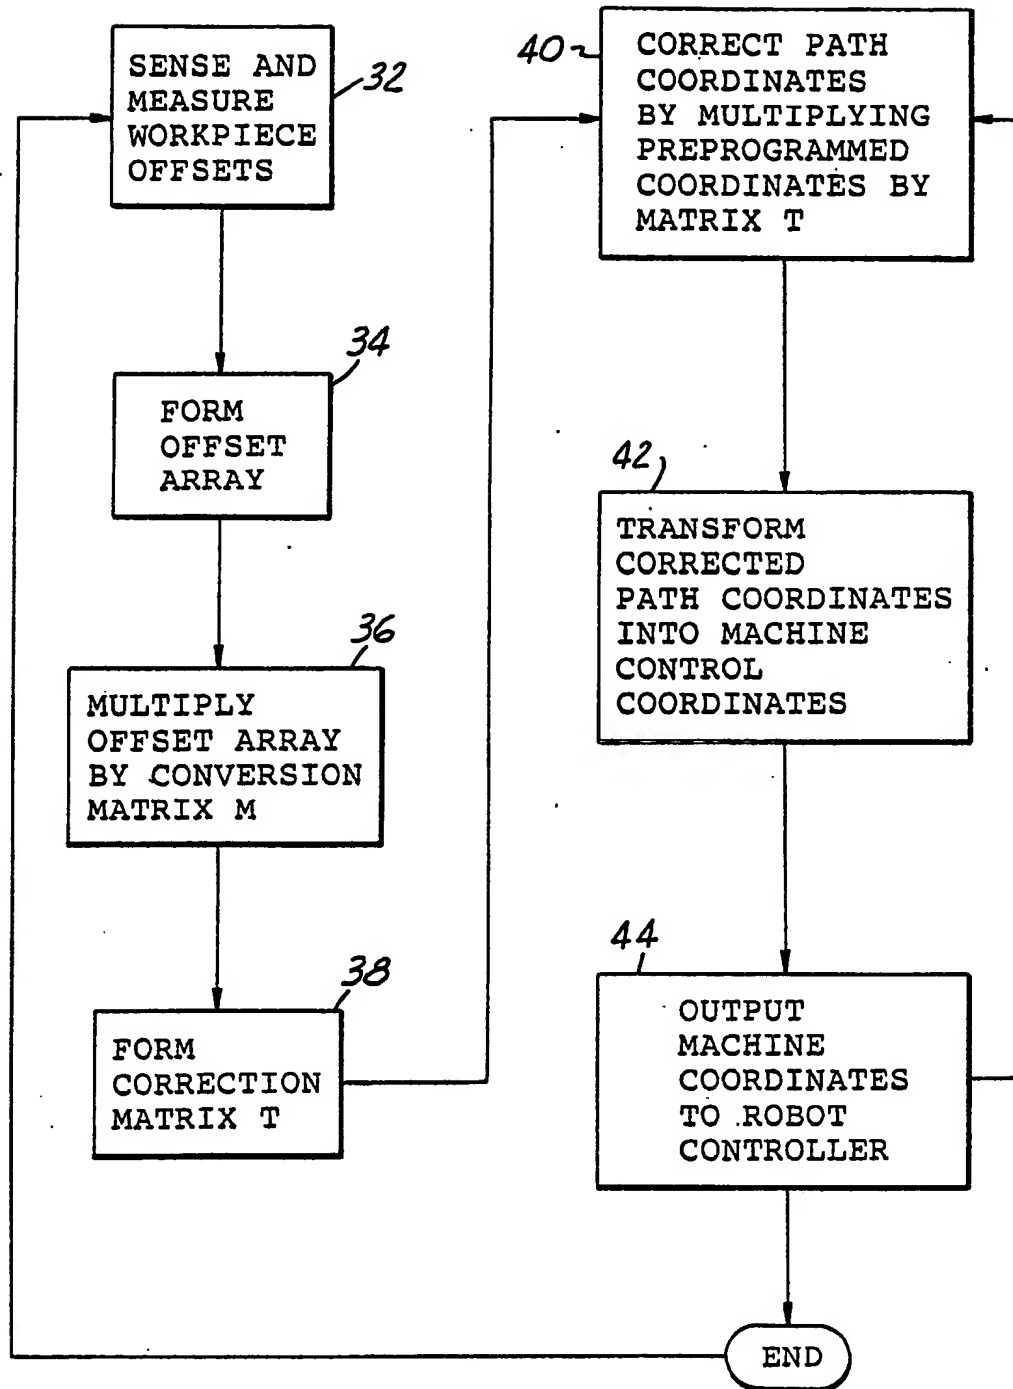 SENSE AND
MEASURE
WORKPIECE
OFFSETS
32
34
FORM
OFFSET
ARRAY
36
MULTIPLY
OFFSET ARRAY
BY CONVERSION
MATRIX M
38
FORM
CORRECTION
MATRIX T
40
CORRECT PATH
COORDINATES
BY MULTIPLYING
PREPROGRAMMED
COORDINATES BY
MATRIX T
42
TRANSFORM
CORRECTED
PATH COORDINATES
INTO MACHINE
CONTROL
COORDINATES
44
OUTPUT
MACHINE
COORDINATES
TO ROBOT
CONTROLLER
END